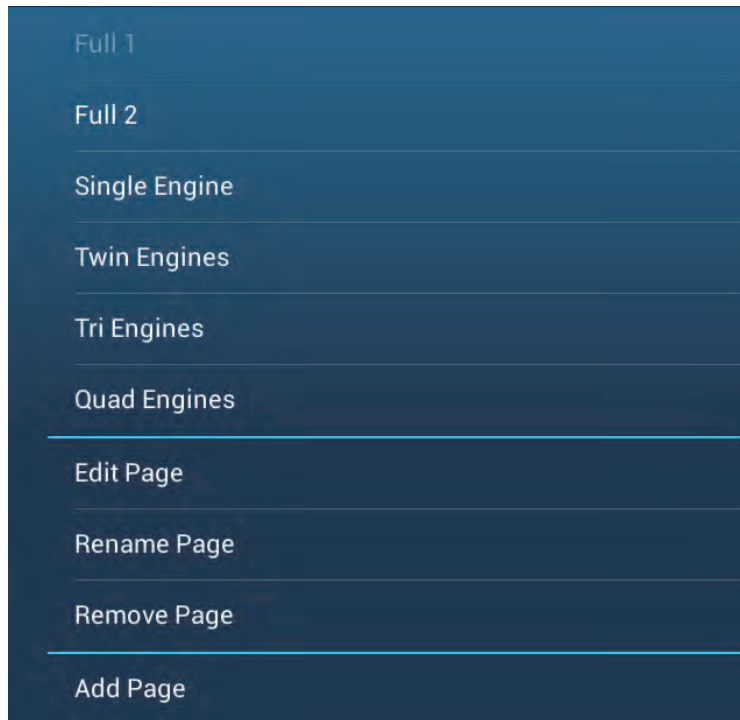 Full 1
Full 2
Single Engine
Twin Engines
Tri Engines
Quad Engines
Edit Page
Rename Page
Remove Page
Add Page